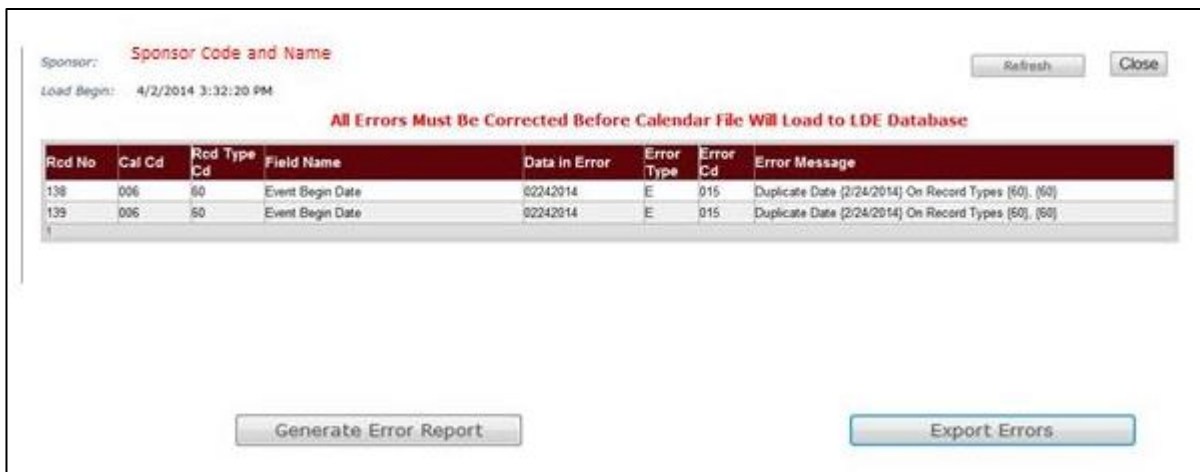 Sponsor: Sponsor Code and Name
Refresh Close
Load Begin: 4/2/2014 3:32:20 PM
All Errors Must Be Corrected Before Calendar File Will Load to LDE Database
Rcd No Cal Cd Rcd Type Cd Field Name Data in Error Error Type Error Cd Error Message
138 006 60 Event Begin Date 02242014 E 015 Duplicate Date {2/24/2014} On Record Types {60}, {60}
139 006 60 Event Begin Date 02242014 E 015 Duplicate Date {2/24/2014} On Record Types {60}, {60}
1
Generate Error Report Export Errors